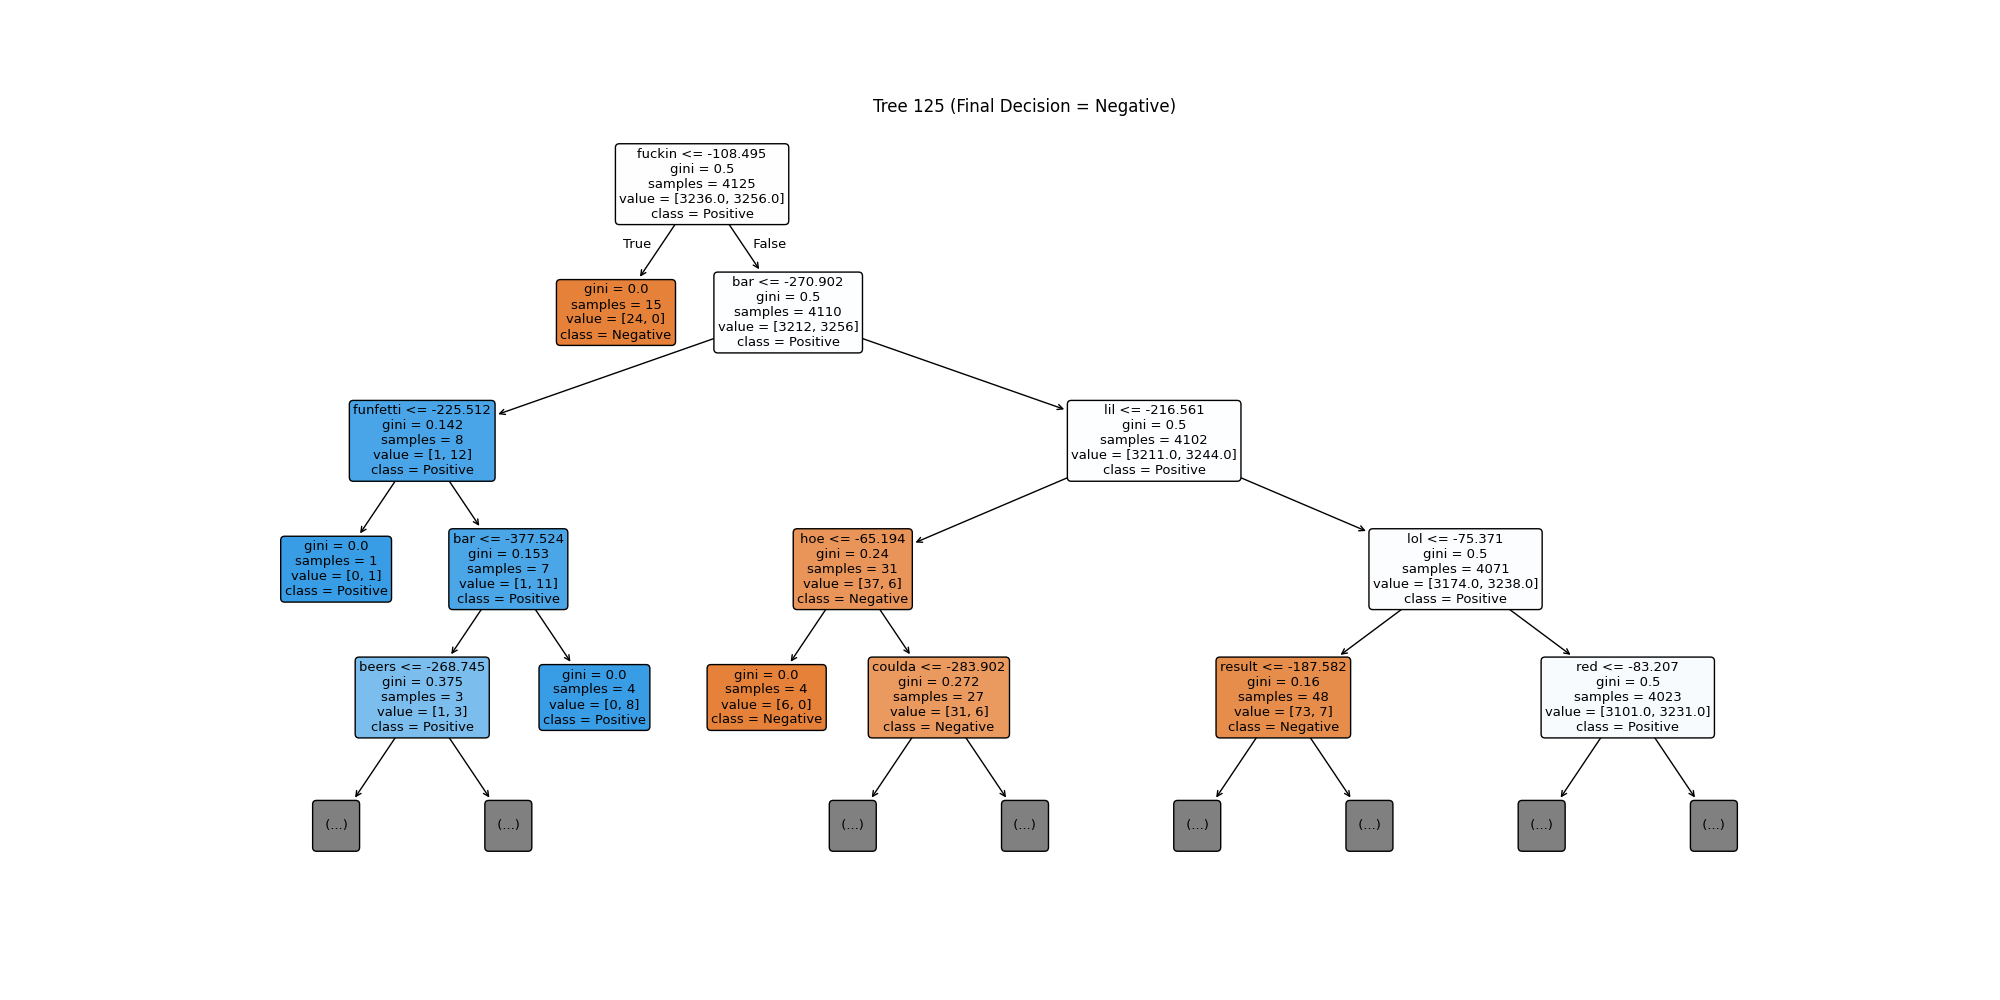 Tree 125 (Final Decision = Negative)
fuckin <= -108.495
gini = 0.5
samples = 4125
value = [3236.0, 3256.0]
class = Positive
True
False
gini = 0.0
samples = 15
value = [24, 0]
class = Negative
bar <= -270.902
gini = 0.5
samples = 4110
value = [3212, 3256]
class = Positive
funfetti <= -225.512
gini = 0.142
samples = 8
value = [1, 12]
class = Positive
lil <= -216.561
gini = 0.5
samples = 4102
value = [3211.0, 3244.0]
class = Positive
gini = 0.0
samples = 1
value = [0, 1]
class = Positive
bar <= -377.524
gini = 0.153
samples = 7
value = [1, 11]
class = Positive
hoe <= -65.194
gini = 0.24
samples = 31
value = [37, 6]
class = Negative
lol <= -75.371
gini = 0.5
samples = 4071
value = [3174.0, 3238.0]
class = Positive
beers <= -268.745
gini = 0.375
samples = 3
value = [1, 3]
class = Positive
gini = 0.0
samples = 4
value = [0, 8]
class = Positive
gini = 0.0
samples = 4
value = [6, 0]
class = Negative
coulda <= -283.902
gini = 0.272
samples = 27
value = [31, 6]
class = Negative
result <= -187.582
gini = 0.16
samples = 48
value = [73, 7]
class = Negative
red <= -83.207
gini = 0.5
samples = 4023
value = [3101.0, 3231.0]
class = Positive
(...)
(...)
(...)
(...)
(...)
(...)
(...)
(...)